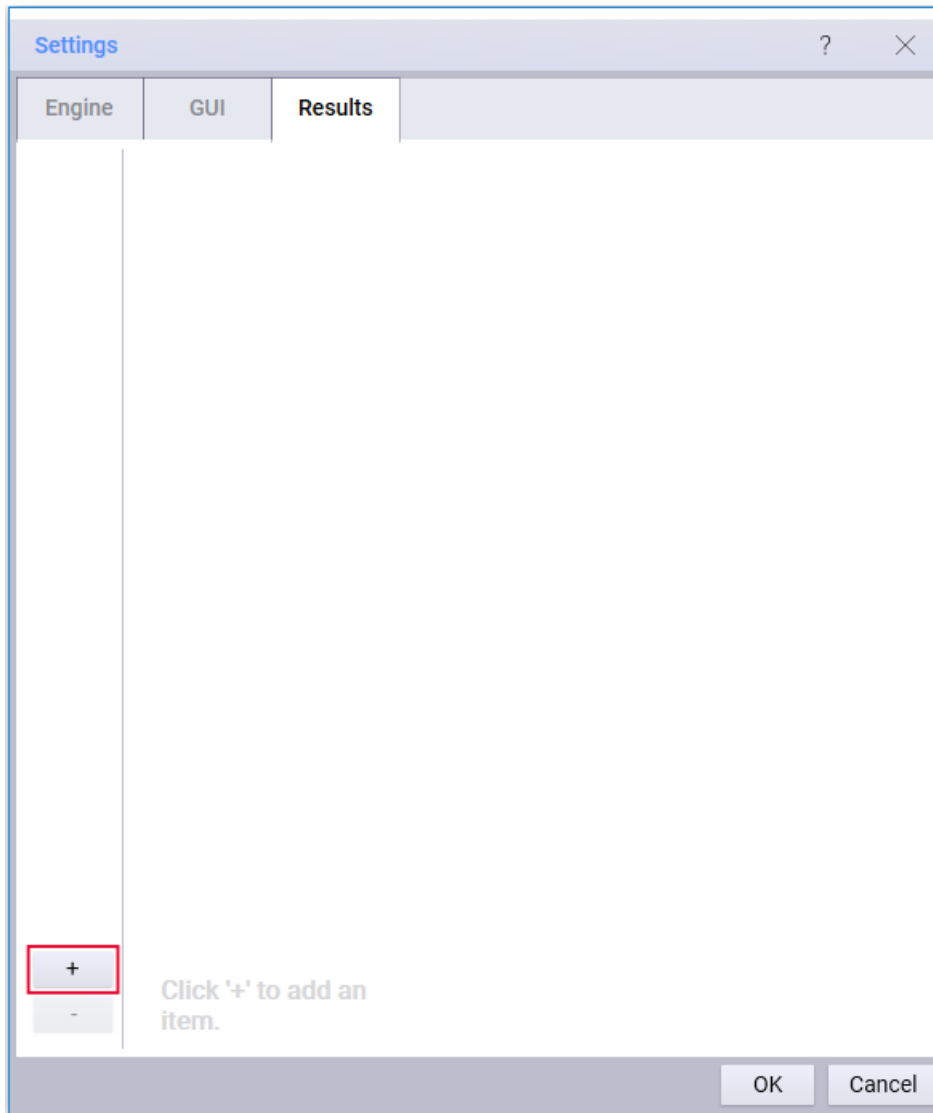 Settings
?
Engine
GUI
Results
+
-
Click '+' to add an
item.
OK
Cancel